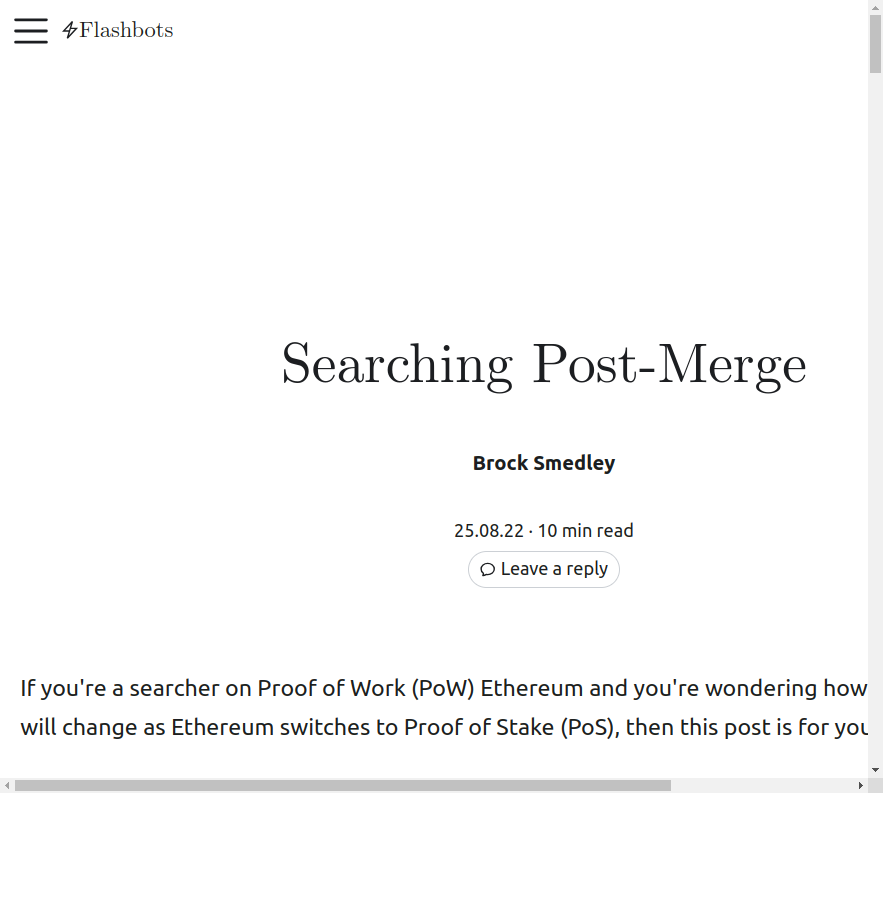 Flashbots
Searching Post-Merge
Brock Smedley
25.08.22 · 10 min read
Leave a reply
If you're a searcher on Proof of Work (PoW) Ethereum and you're wondering how
will change as Ethereum switches to Proof of Stake (PoS), then this post is for you